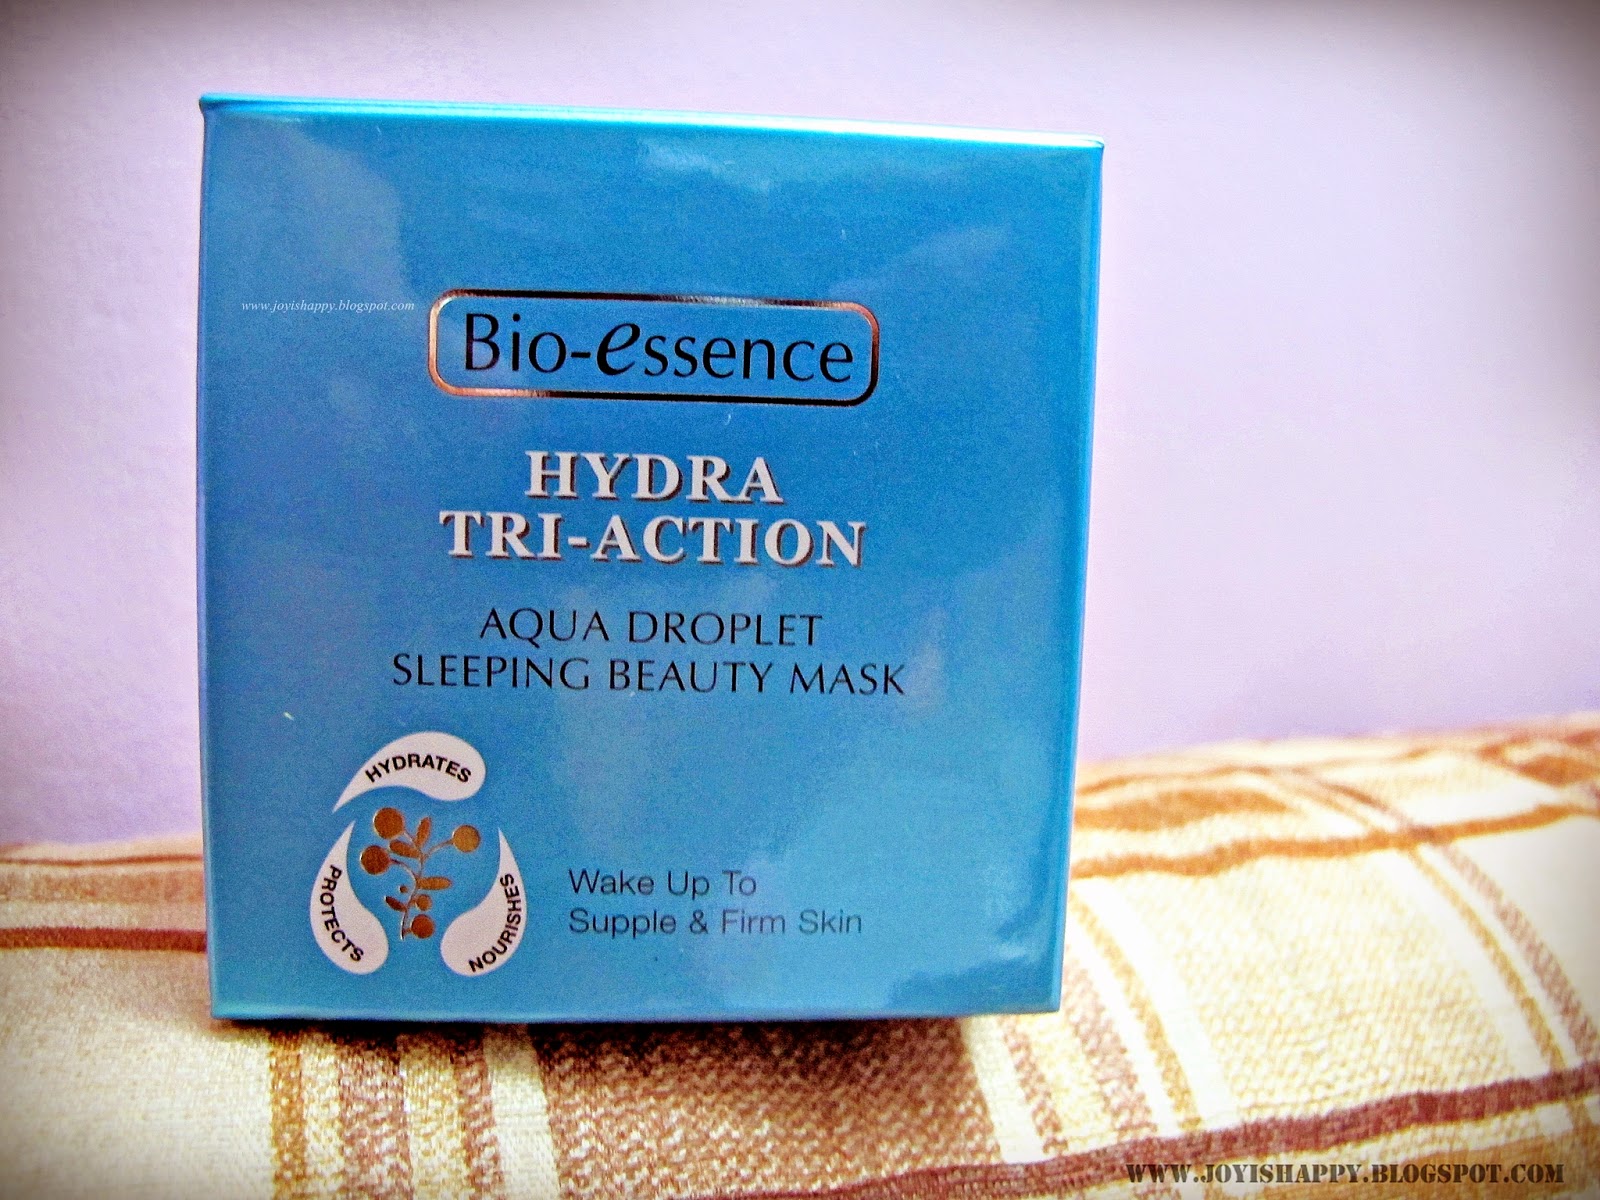 www.joyishappy.blogspot.com
Bio-essence
HYDRA
TRI-ACTION
AQUA DROPLET
SLEEPING BEAUTY MASK
HYDRATES
PROTECTS
NOURISHES
Wake Up To
Supple & Firm Skin
WWW.JOYISHAPPY.BLOGSPOT.COM